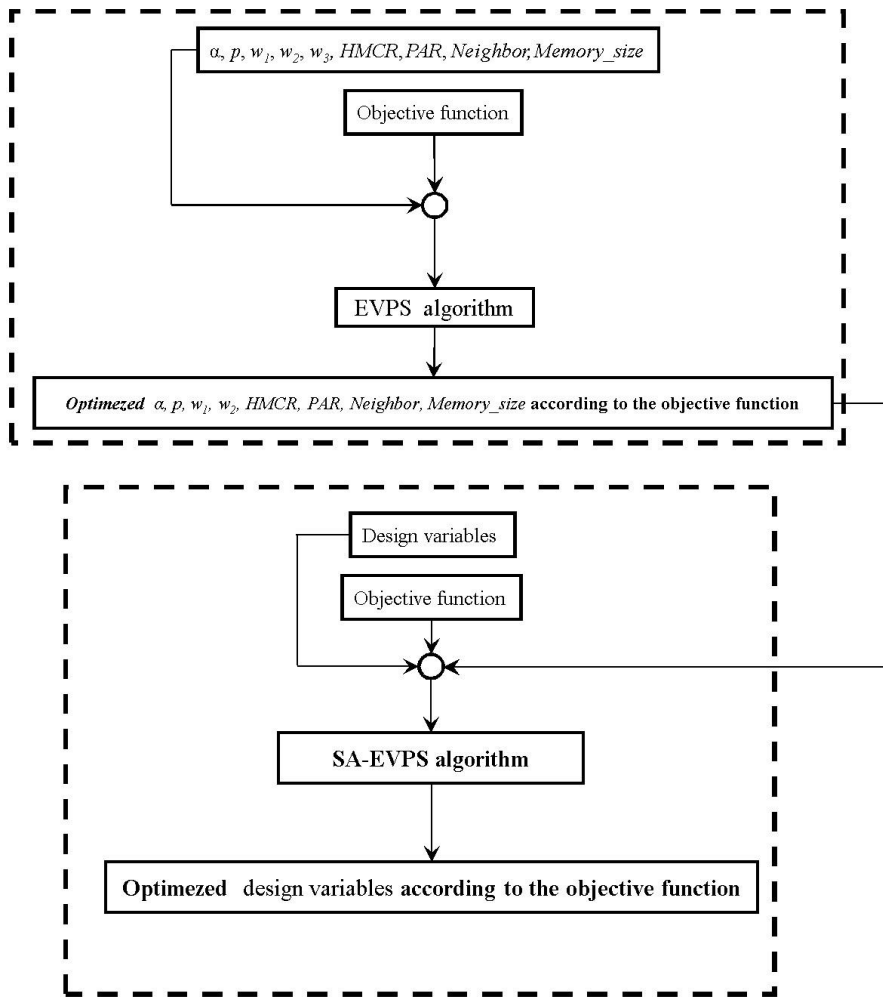 α, p, w1, w2, w3, HMCR, PAR, Neighbor, Memory_size
Objective function
EVPS algorithm
Optimezed α, p, w1, w2, HMCR, PAR, Neighbor, Memory_size according to the objective function
Design variables
Objective function
SA-EVPS algorithm
Optimezed design variables according to the objective function